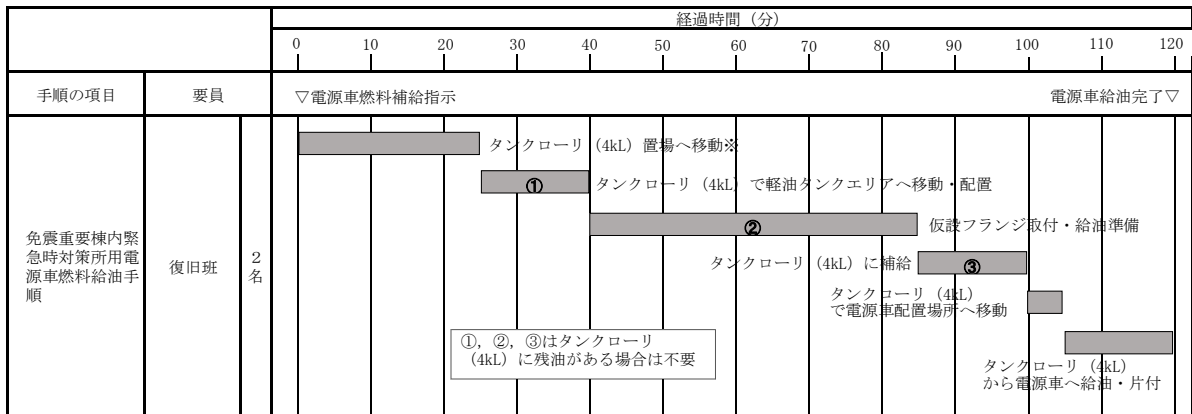 経過時間（分）
0 10 20 30 40 50 60 70 80 90 100 110 120
手順の項目 要員 ▽電源車燃料補給指示 電源車給油完了▽
タンクローリ（4kL）置場へ移動※
① タンクローリ（4kL）で軽油タンクエリアへ移動・配置
② 仮設フランジ取付・給油準備
免震重要棟内緊
急時対策所用電
源車燃料給油手
順
復旧班
2
名
タンクローリ（4kL）に補給 ③
タンクローリ（4kL）
で電源車配置場所へ移動
①，②，③はタンクローリ
（4kL）に残油がある場合は不要
タンクローリ（4kL）
から電源車へ給油・片付